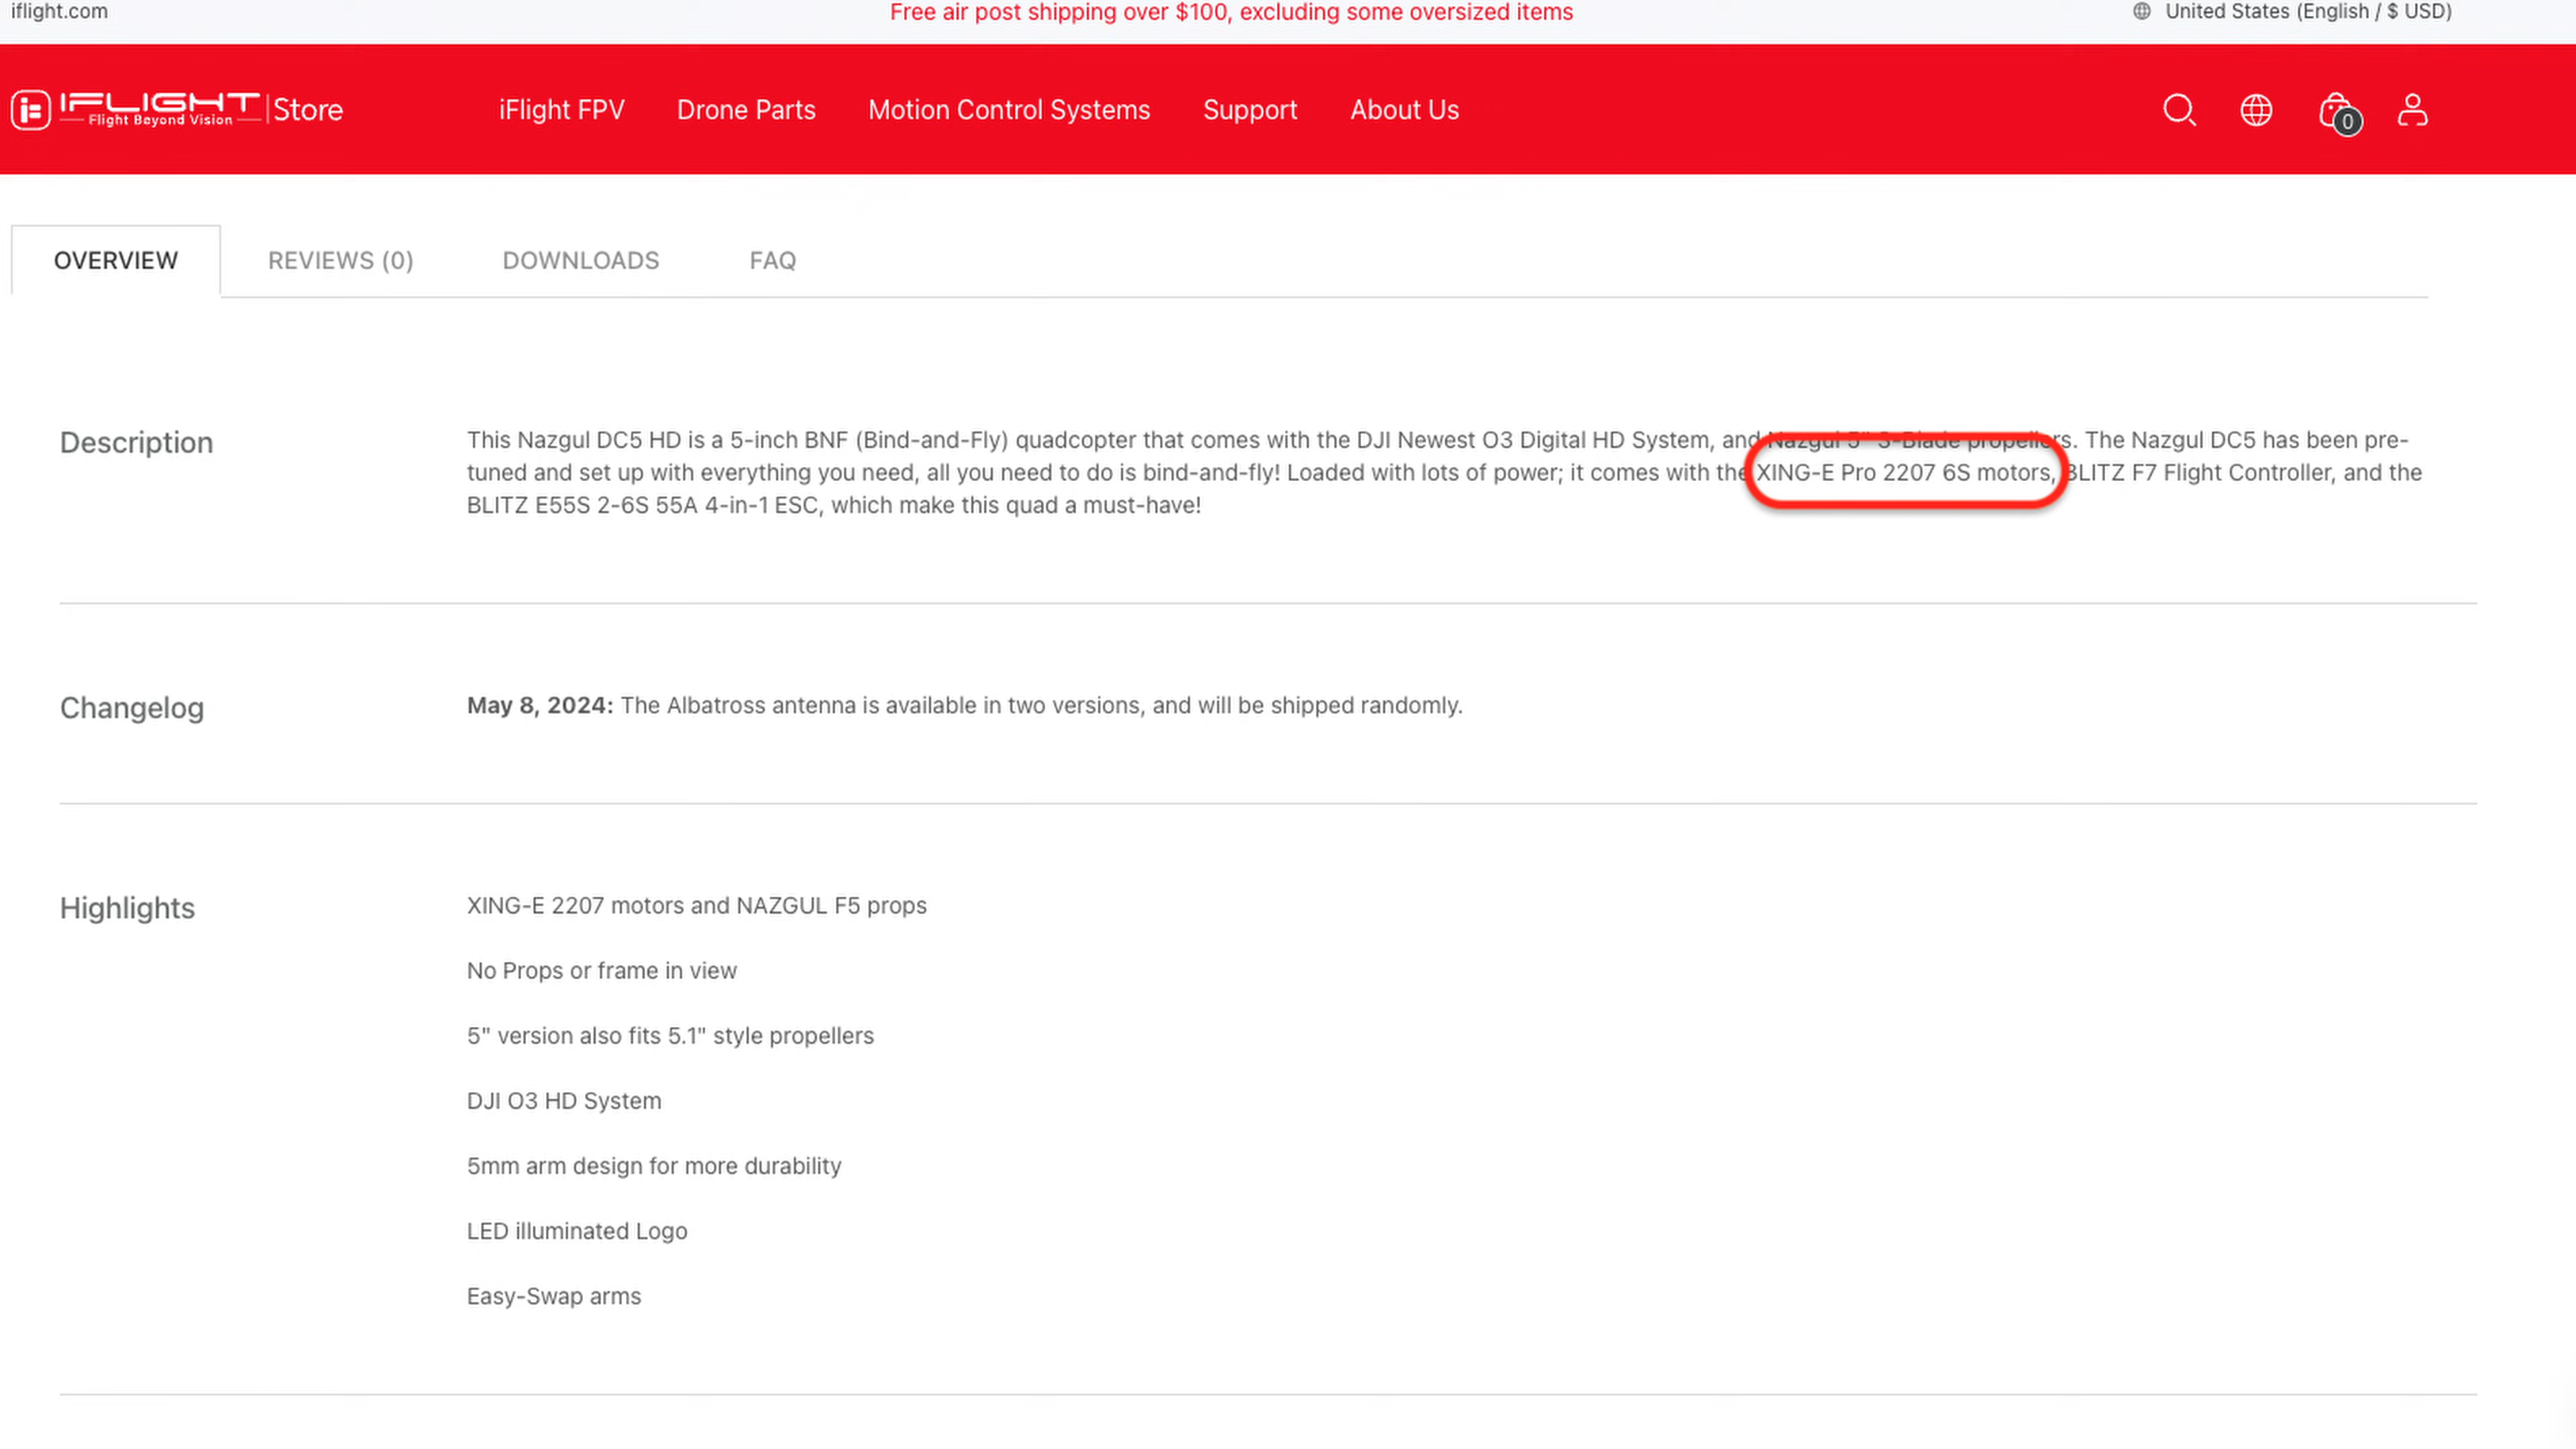 iflight.com
Free air post shipping over $100, excluding some oversized items
United States (English / $ USD)
IFLIGHT
Flight Beyond Vision
Store
iFlight FPV
Drone Parts
Motion Control Systems
Support
About Us
0
OVERVIEW
REVIEWS (0)
DOWNLOADS
FAQ
Description
This Nazgul DC5 HD is a 5-inch BNF (Bind-and-Fly) quadcopter that comes with the DJI Newest O3 Digital HD System, and Nazgul 5" 3-Blade propellers. The Nazgul DC5 has been pre-
tuned and set up with everything you need, all you need to do is bind-and-fly! Loaded with lots of power; it comes with the XING-E Pro 2207 6S motors, BLITZ F7 Flight Controller, and the
BLITZ E55S 2-6S 55A 4-in-1 ESC, which make this quad a must-have!
Changelog
May 8, 2024: The Albatross antenna is available in two versions, and will be shipped randomly.
Highlights
XING-E 2207 motors and NAZGUL F5 props
No Props or frame in view
5" version also fits 5.1" style propellers
DJI O3 HD System
5mm arm design for more durability
LED illuminated Logo
Easy-Swap arms